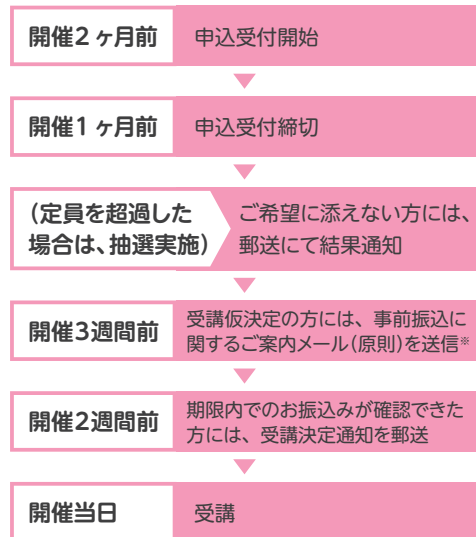 開催2ヶ月前
申込受付開始
開催1ヶ月前
申込受付締切
(定員を超過した
場合は、抽選実施)
ご希望に添えない方には、
郵送にて結果通知
開催3週間前
受講仮決定の方には、事前振込に
関するご案内メール(原則)を送信※
開催2週間前
期限内でのお振込みが確認できた
方には、受講決定通知を郵送
開催当日
受講